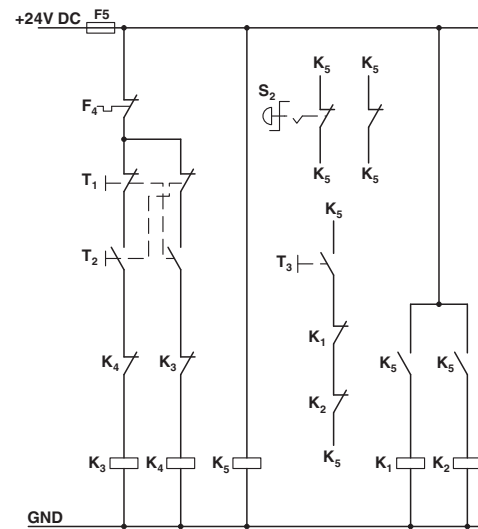 +24V DC F5
K₅ K₅
S₂
F₄
K₅ K₅
T₁
K₅
T₂ T₃
K₁
K₄ K₃ K₅ K₅
K₂
K₅
K₃ K₄ K₅ K₁ K₂
GND